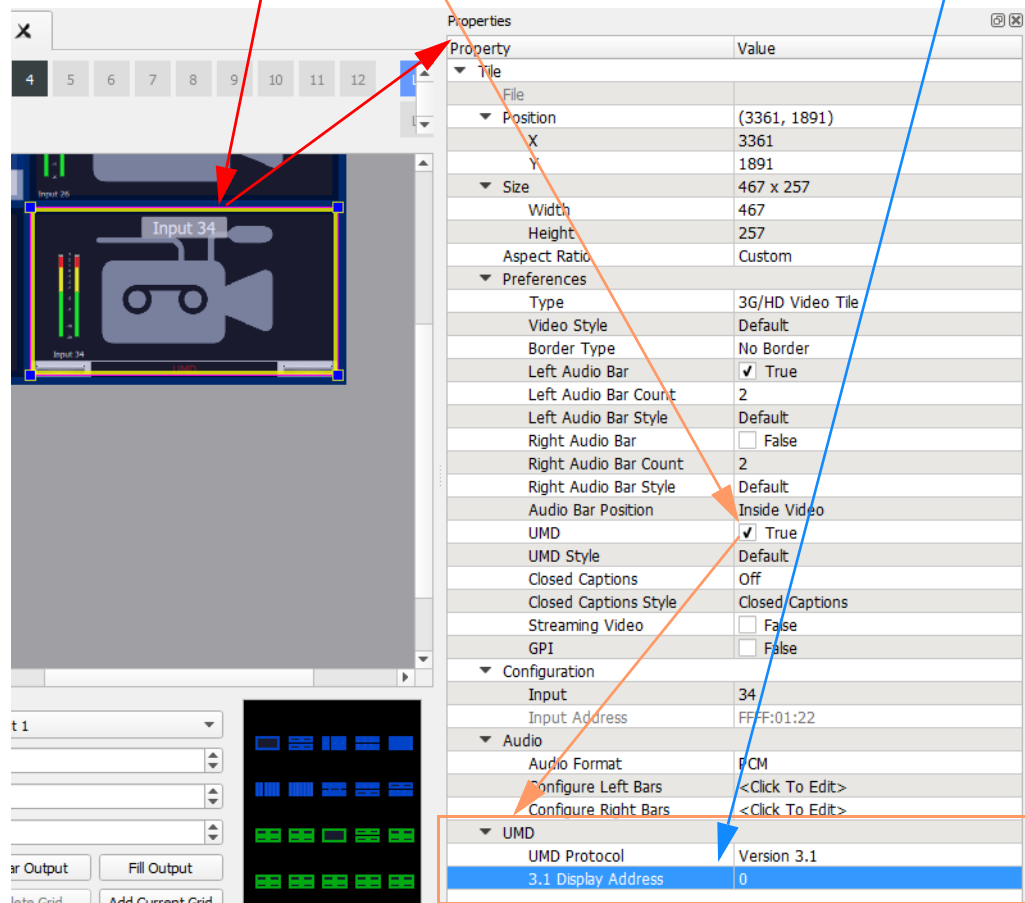 Properties
Property Value
4 5 6 7 8 9 10 11 12
Tile
File
Position (3361, 1891)
X 3361
Y 1891
Size 467 x 257
Width 467
Height 257
Aspect Ratio Custom
Preferences
Type 3G/HD Video Tile
Video Style Default
Border Type No Border
Left Audio Bar True
Left Audio Bar Count 2
Left Audio Bar Style Default
Right Audio Bar False
Right Audio Bar Count 2
Right Audio Bar Style Default
Audio Bar Position Inside Video
UMD True
UMD Style Default
Closed Captions Off
Closed Captions Style Closed Captions
Streaming Video False
GPI False
Configuration
Input 34
Input Address FFFF:01:22
Audio
Audio Format PCM
Configure Left Bars <Click To Edit>
Configure Right Bars <Click To Edit>
UMD
UMD Protocol Version 3.1
3.1 Display Address 0
Input 26
Input 34
Input 34
UMD
t 1
ar Output Fill Output
lete Grid Add Current Grid